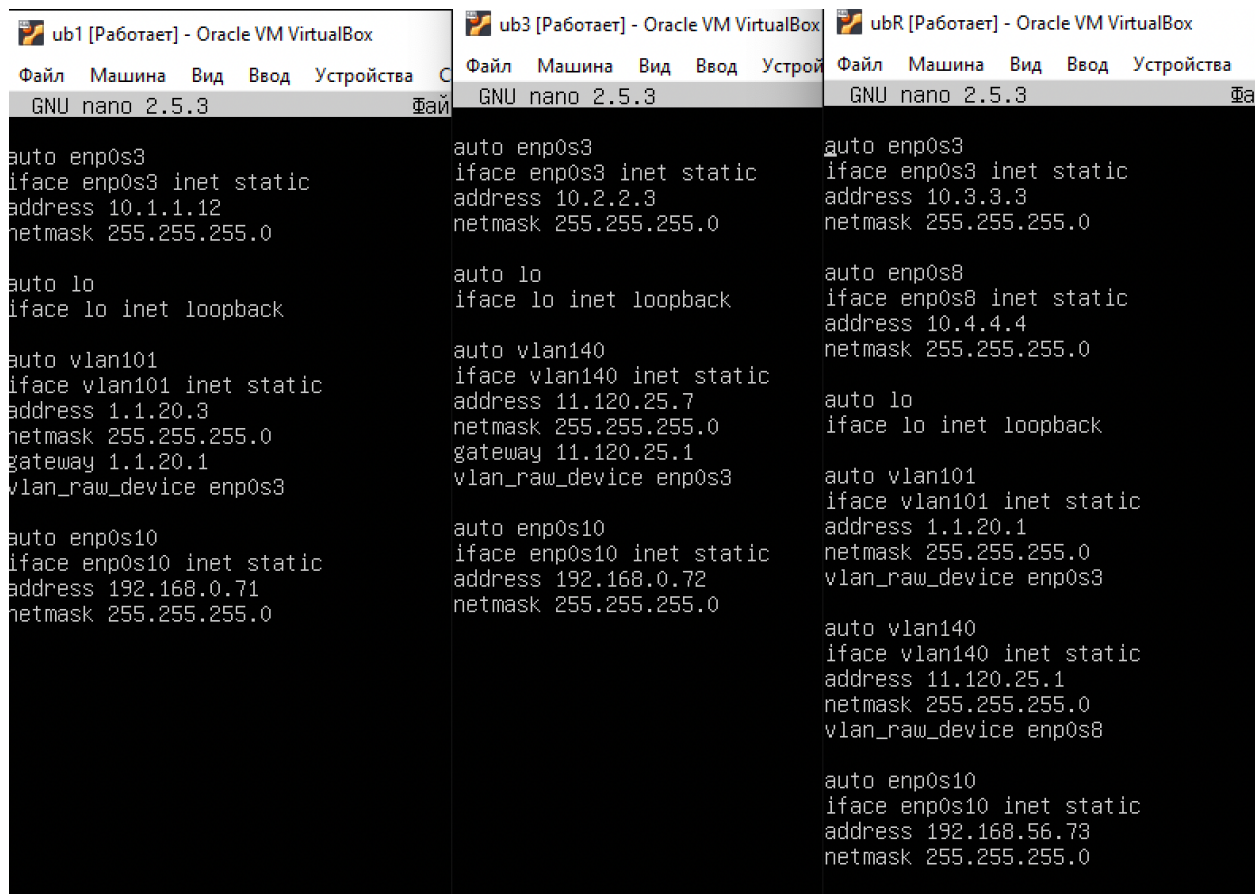 ub1 [Работает] - Oracle VM VirtualBox
Файл Машина Вид Ввод Устройства С
GNU nano 2.5.3 Фай
auto enp0s3
iface enp0s3 inet static
address 10.1.1.12
netmask 255.255.255.0
auto lo
iface lo inet loopback
auto vlan101
iface vlan101 inet static
address 1.1.20.3
netmask 255.255.255.0
gateway 1.1.20.1
vlan_raw_device enp0s3
auto enp0s10
iface enp0s10 inet static
address 192.168.0.71
netmask 255.255.255.0
ub3 [Работает] - Oracle VM VirtualBox
Файл Машина Вид Ввод Устрой
GNU nano 2.5.3
auto enp0s3
iface enp0s3 inet static
address 10.2.2.3
netmask 255.255.255.0
auto lo
iface lo inet loopback
auto vlan140
iface vlan140 inet static
address 11.120.25.7
netmask 255.255.255.0
gateway 11.120.25.1
vlan_raw_device enp0s3
auto enp0s10
iface enp0s10 inet static
address 192.168.0.72
netmask 255.255.255.0
ubR [Работает] - Oracle VM VirtualBox
Файл Машина Вид Ввод Устройства
GNU nano 2.5.3 Фа
auto enp0s3
iface enp0s3 inet static
address 10.3.3.3
netmask 255.255.255.0
auto enp0s8
iface enp0s8 inet static
address 10.4.4.4
netmask 255.255.255.0
auto lo
iface lo inet loopback
auto vlan101
iface vlan101 inet static
address 1.1.20.1
netmask 255.255.255.0
vlan_raw_device enp0s3
auto vlan140
iface vlan140 inet static
address 11.120.25.1
netmask 255.255.255.0
vlan_raw_device enp0s8
auto enp0s10
iface enp0s10 inet static
address 192.168.56.73
netmask 255.255.255.0